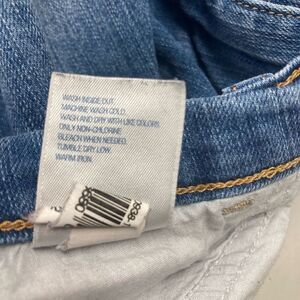 WASH INSIDE OUT.
MACHINE WASH COLD.
WASH AND DRY WITH LIKE COLORS.
ONLY NON-CHLORINE
BLEACH WHEN NEEDED.
TUMBLE DRY LOW.
WARM IRON.